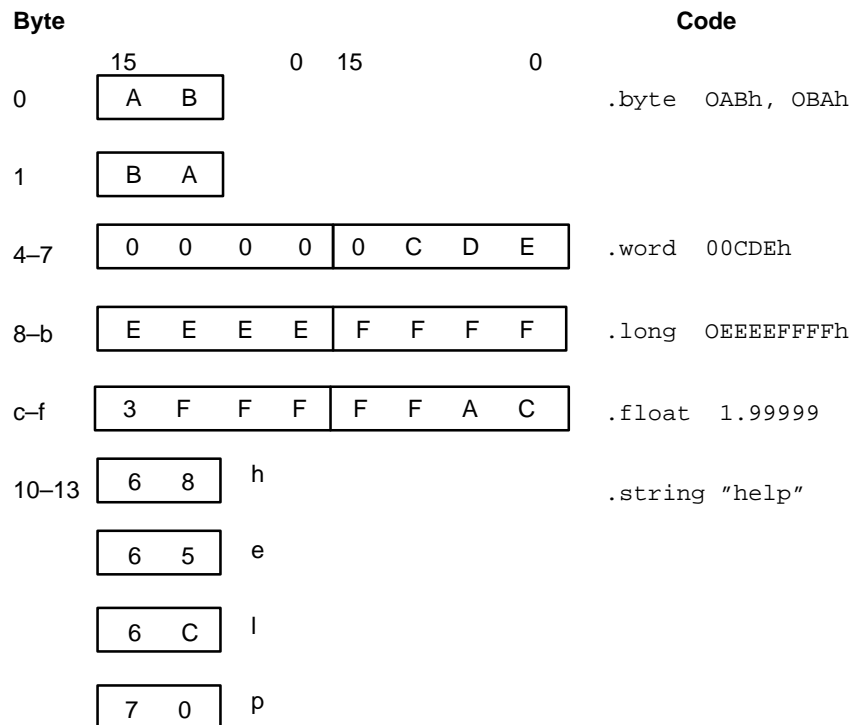 Byte Code
15 0 15 0
0 A B .byte OABh, OBAh
1 B A
4–7 0 0 0 0 0 C D E .word 00CDEh
8–b E E E E F F F F .long OEEEEFFFFh
c–f 3 F F F F F A C .float 1.99999
10–13 6 8 h .string ″help″
6 5 e
6 C l
7 0 p